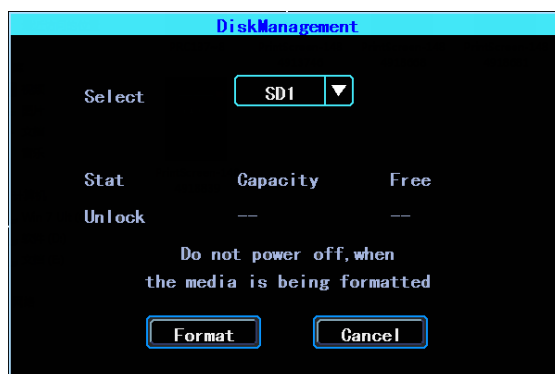 DiskManagement
Select SD1
Stat Capacity Free
Unlock -- --
Do not power off,when
the media is being formatted
Format Cancel